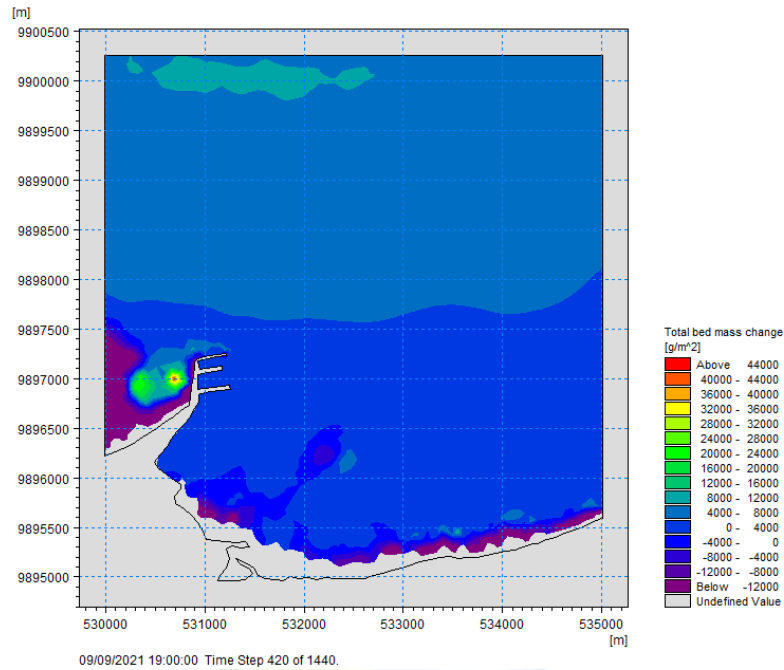 [m]
9900500
9900000
9899500
9899000
9898500
9898000
9897500
9897000
9896500
9896000
9895500
9895000
530000 531000 532000 533000 534000 535000
[m]
09/09/2021 19:00:00 Time Step 420 of 1440.
Total bed mass change
[g/m^2]
Above 44000
40000 - 44000
36000 - 40000
32000 - 36000
28000 - 32000
24000 - 28000
20000 - 24000
16000 - 20000
12000 - 16000
8000 - 12000
4000 - 8000
0 - 4000
-4000 - 0
-8000 - -4000
-12000 - -8000
Below -12000
Undefined Value